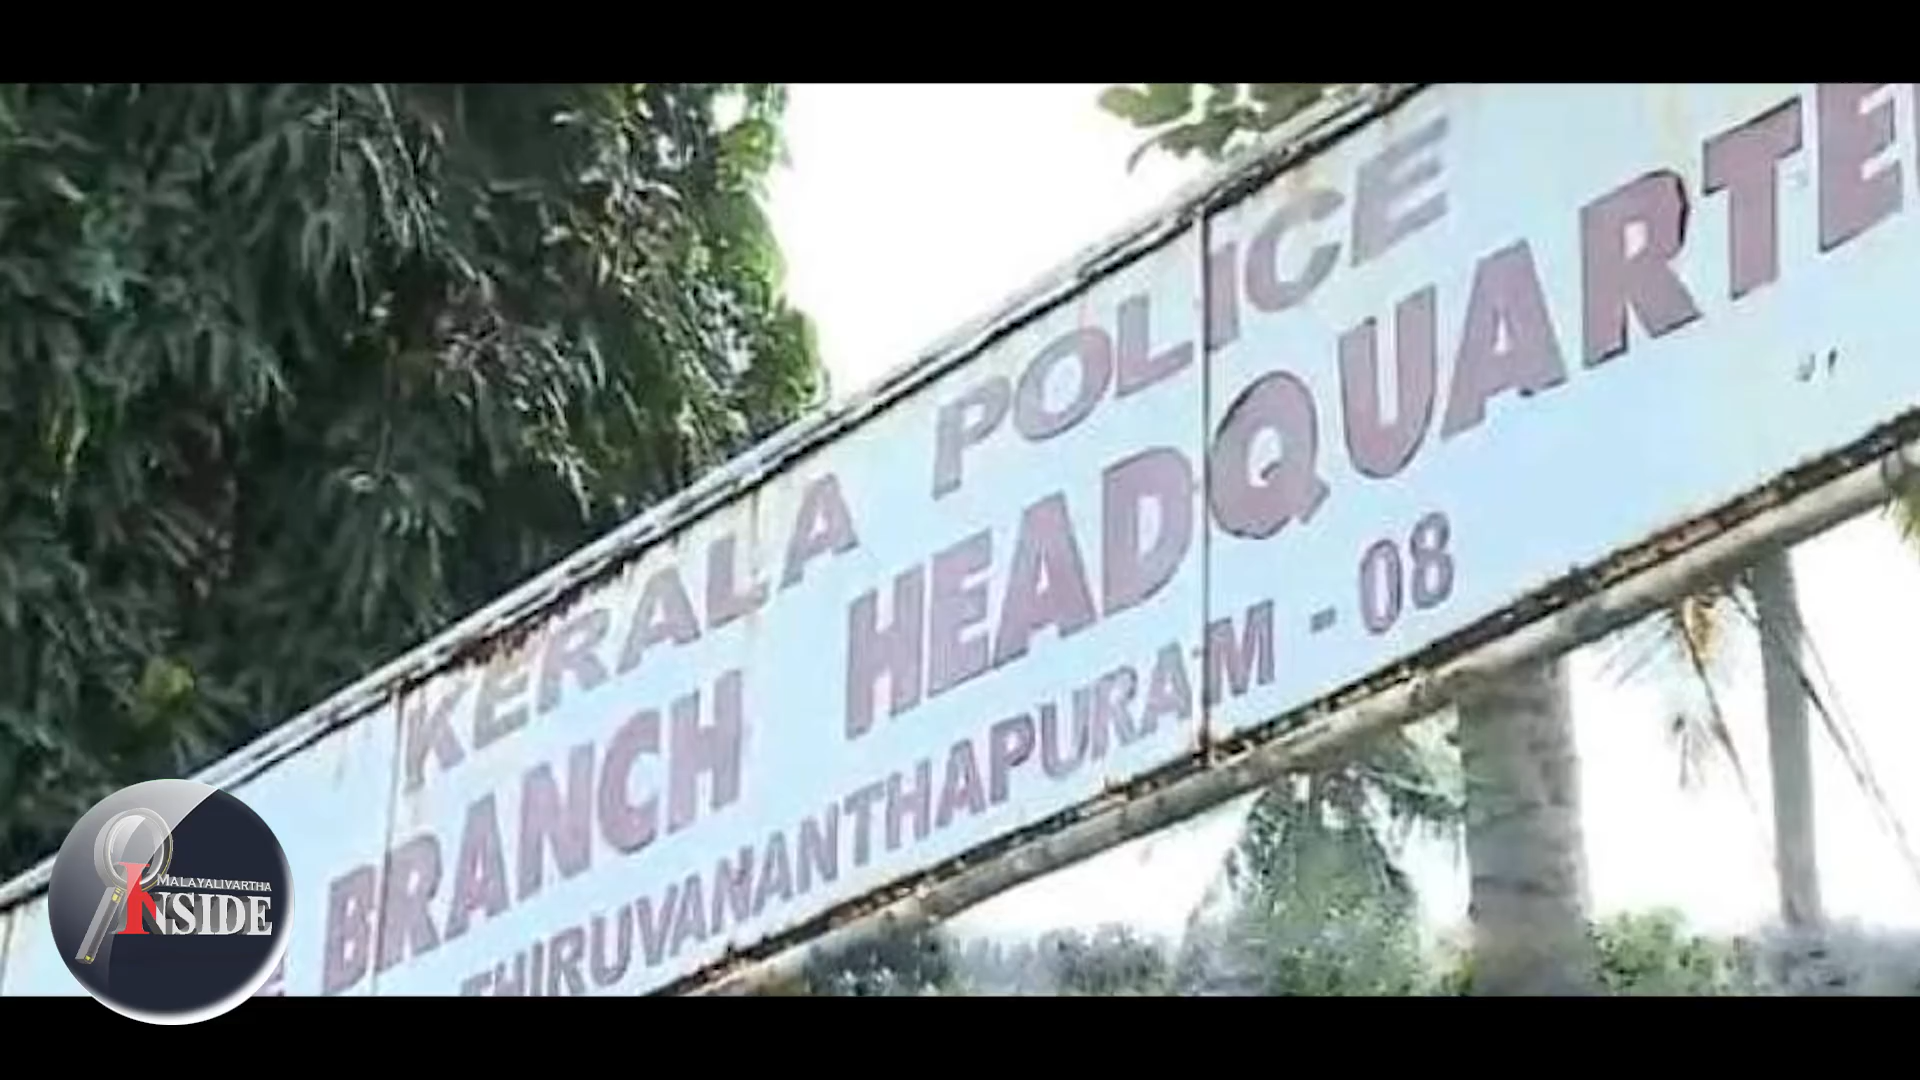 KERALA POLICE
BRANCH HEADQUARTE
THIRUVANANTHAPURAM - 08
MALAYALIVARTHA
INSIDE